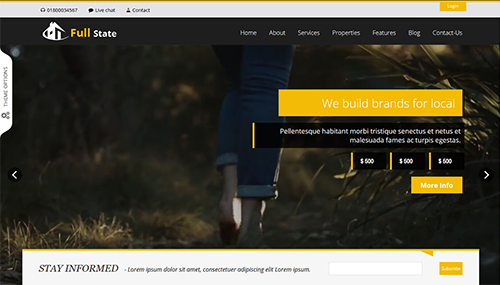 01800034567 Live chat Contact Login
Full State
Home About Services Properties Features Blog Contact-Us
THEME OPTIONS
We build brands for local
Pellentesque habitant morbi tristique senectus et netus et
malesuada fames ac turpis egestas.
$ 500 $ 500 $ 500
More Info
STAY INFORMED - Lorem ipsum dolor sit amet, consectetuer adipiscing elit Lorem ipsum.
Subscribe